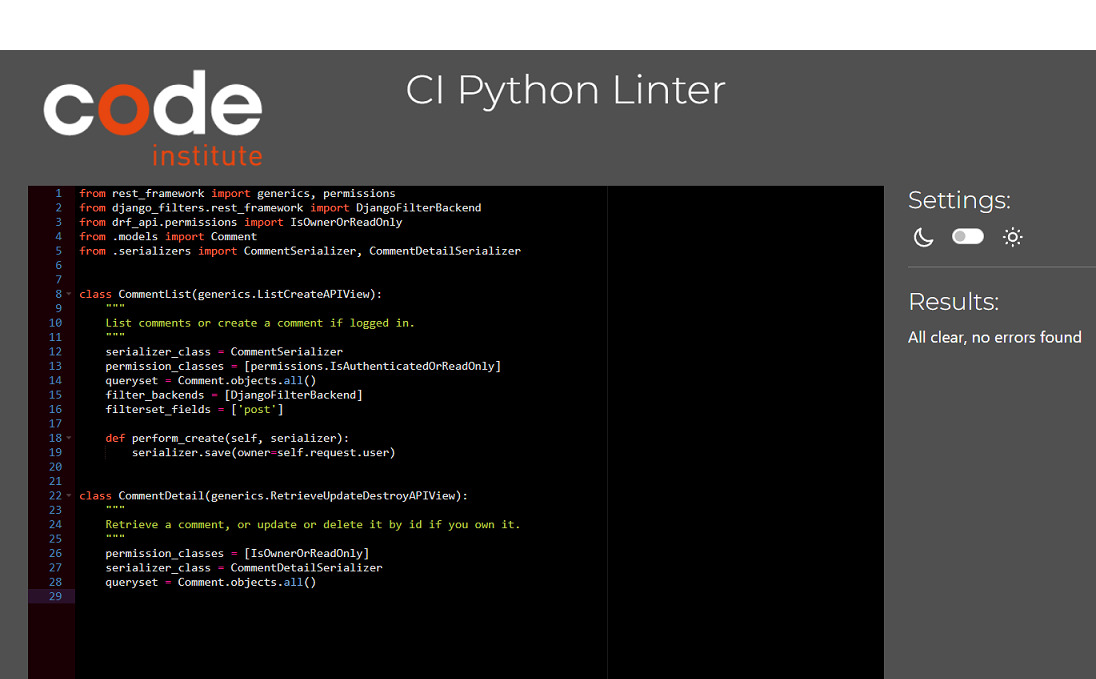 code
institute
CI Python Linter
1 from rest_framework import generics, permissions
2 from django_filters.rest_framework import DjangoFilterBackend
3 from drf_api.permissions import IsOwnerOrReadOnly
4 from .models import Comment
5 from .serializers import CommentSerializer, CommentDetailSerializer
6
7
8 class CommentList(generics.ListCreateAPIView):
9     """
10     List comments or create a comment if logged in.
11     """
12     serializer_class = CommentSerializer
13     permission_classes = [permissions.IsAuthenticatedOrReadOnly]
14     queryset = Comment.objects.all()
15     filter_backends = [DjangoFilterBackend]
16     filterset_fields = ['post']
17
18     def perform_create(self, serializer):
19         serializer.save(owner=self.request.user)
20
21
22 class CommentDetail(generics.RetrieveUpdateDestroyAPIView):
23     """
24     Retrieve a comment, or update or delete it by id if you own it.
25     """
26     permission_classes = [IsOwnerOrReadOnly]
27     serializer_class = CommentDetailSerializer
28     queryset = Comment.objects.all()
29
Settings:
Results:
All clear, no errors found